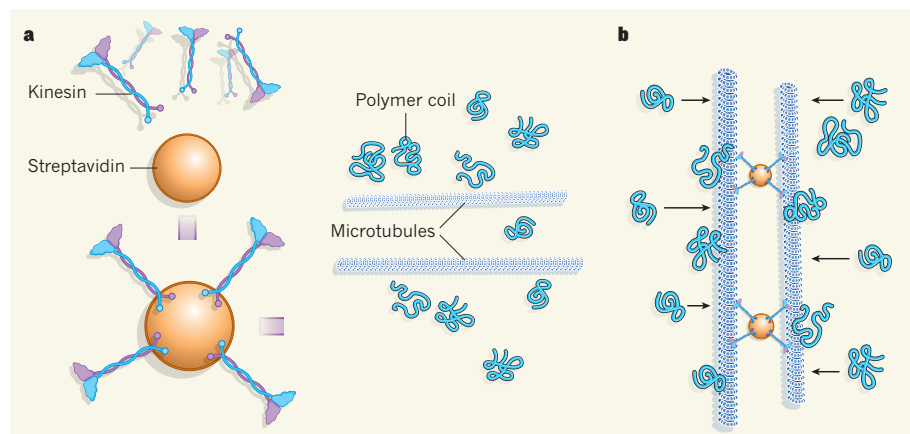 a
b
Kinesin
Polymer coil
Streptavidin
Microtubules